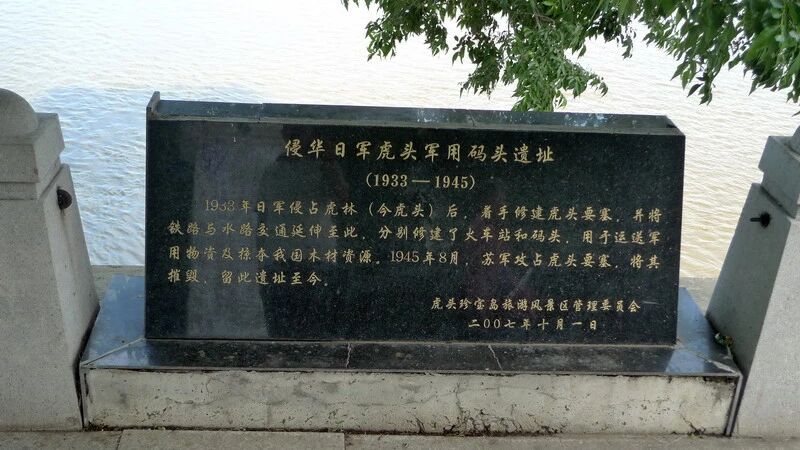 侵华日军虎头军用码头遗址
(1933—1945)
1933年日军侵占虎林（今虎头）后，着手修建虎头要塞，并将
铁路与水路交通延伸至此，分别修建了火车站和码头，用于运送军
用物资及掠夺我国木材资源。1945年8月，苏军攻占虎头要塞，将其
摧毁，留此遗址至今。
虎头珍宝岛旅游风景区管理委员会
二00七年十月一日